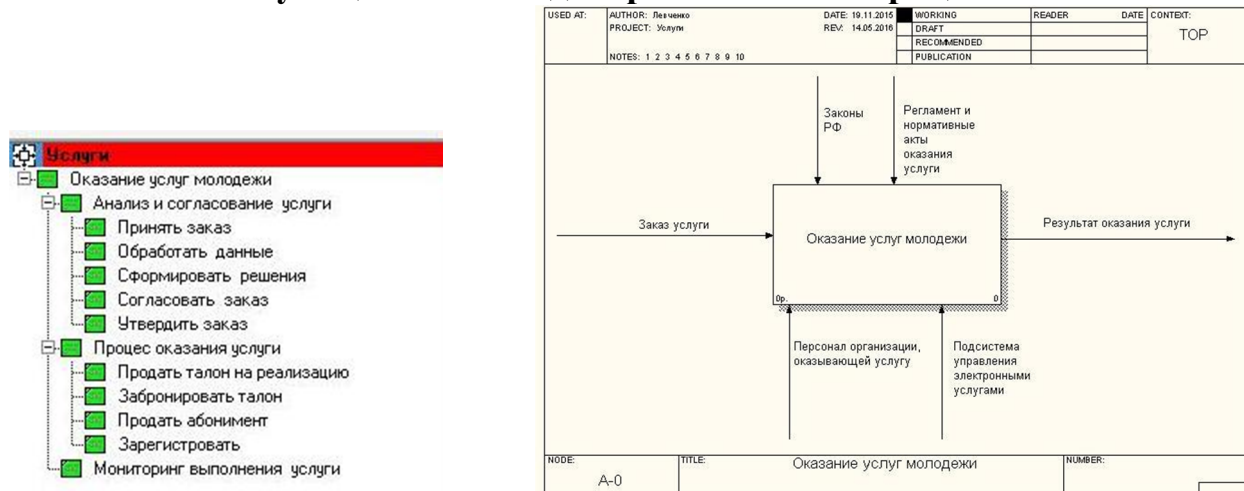 Услуги
Оказание услуг молодежи
Анализ и согласование услуги
Принять заказ
Обработать данные
Сформировать решения
Согласовать заказ
Утвердить заказ
Процес оказания услуги
Продать талон на реализацию
Забронировать талон
Продать абонимент
Зарегистровать
Мониторинг выполнения услуги
USED AT:
AUTHOR: Левченко
DATE: 19.11.2015
PROJECT: Услуги
REV: 14.05.2016
NOTES: 1 2 3 4 5 6 7 8 9 10
WORKING
DRAFT
RECOMMENDED
PUBLICATION
READER
DATE
CONTEXT:
TOP
Законы
РФ
Регламент и
нормативные
акты
оказания
услуги
Заказ услуги
Оказание услуг молодежи
0р.
0
Результат оказания услуги
Персонал организации,
оказывающей услугу
Подсистема
управления
электронными
услугами
NODE:
A-0
TITLE:
Оказание услуг молодежи
NUMBER: